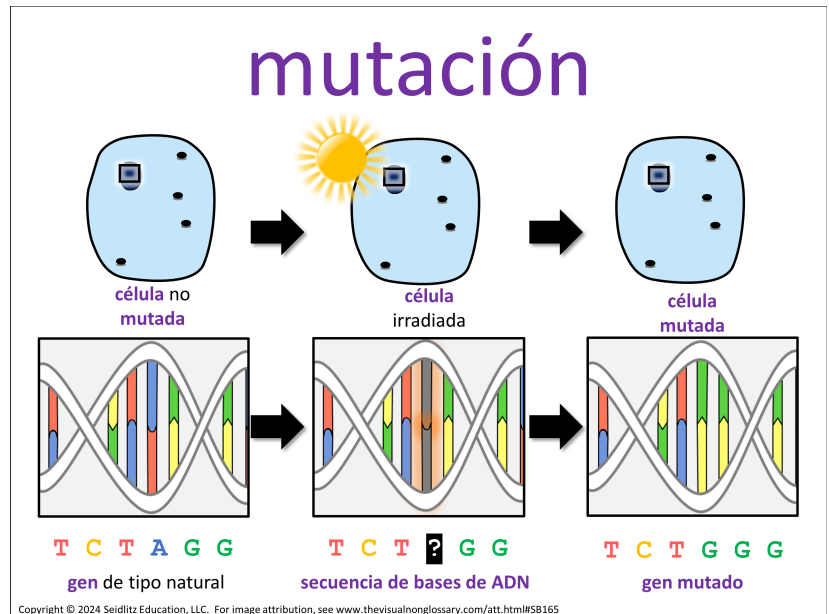 mutación
célula no
mutada
célula
irradiada
célula
mutada
T C T A G G
T C T ? G G
T C T G G G
gen de tipo natural
secuencia de bases de ADN
gen mutado
Copyright © 2024 Seidlitz Education, LLC.  For image attribution, see www.thevisualnonglossary.com/att.html#SB165